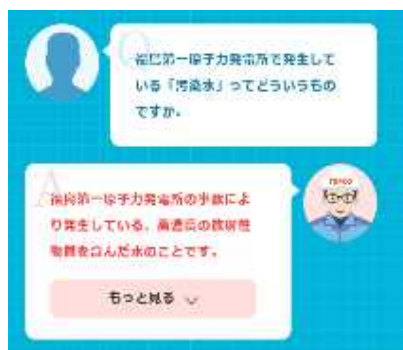 Q
福島第一原子力発電所で発生して
いる「汚染水」ってどういうもの
ですか。
A
福島第一原子力発電所の事故によ
り発生している、高濃度の放射性
物質を含んだ水のことです。
TEPCO
もっと見る